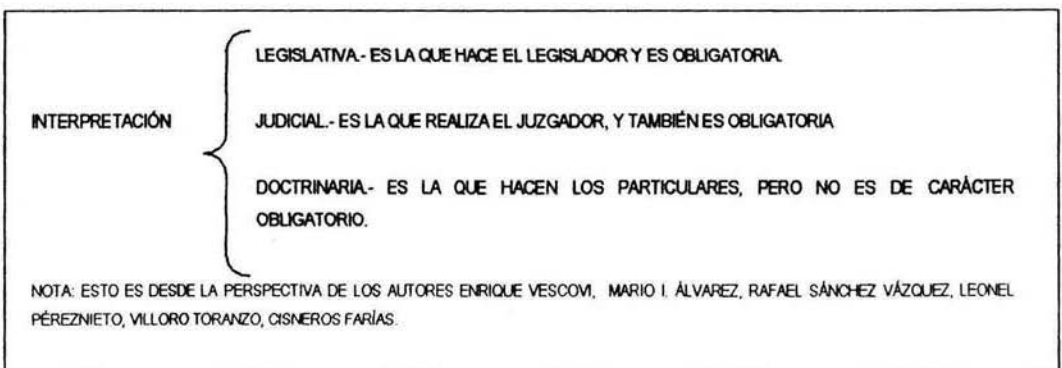 LEGISLATIVA.- ES LA QUE HACE EL LEGISLADOR Y ES OBLIGATORIA.
INTERPRETACIÓN
JUDICIAL.- ES LA QUE REALIZA EL JUZGADOR, Y TAMBIÉN ES OBLIGATORIA
DOCTRINARIA.- ES LA QUE HACEN LOS PARTICULARES, PERO NO ES DE CARÁCTER
OBLIGATORIO.
NOTA: ESTO ES DESDE LA PERSPECTIVA DE LOS AUTORES ENRIQUE VESCOVI, MARIO I. ÁLVAREZ, RAFAEL SÁNCHEZ VÁZQUEZ, LEONEL
PÉREZNIETO, VILLORO TORANZO, CISNEROS FARÍAS.